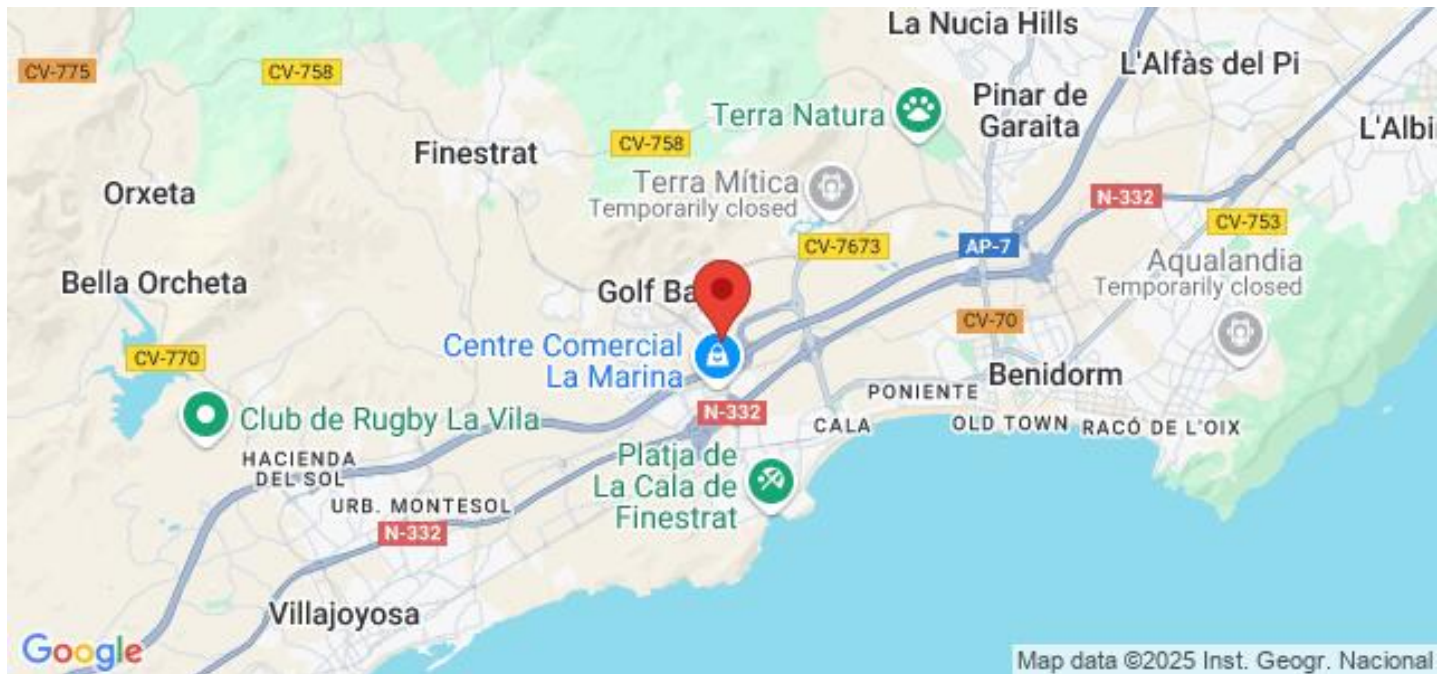 La Nucia Hills
L'Alfàs del Pi
CV-775
CV-758
Terra Natura
Pinar de
Garaita
L'Albi
Finestrat
CV-758
Orxeta
Terra Mítica
Temporarily closed
N-332
CV-753
CV-7673
AP-7
Aqualandia
Temporarily closed
Bella Orcheta
Golf Ba
CV-70
CV-770
Centre Comercial
La Marina
Benidorm
PONIENTE
Club de Rugby La Vila
N-332
CALA
OLD TOWN
RACÓ DE L'OIX
HACIENDA
DEL SOL
Platja de
La Cala de
Finestrat
URB. MONTESOL
N-332
Villajoyosa
Google
Map data ©2025 Inst. Geogr. Nacional